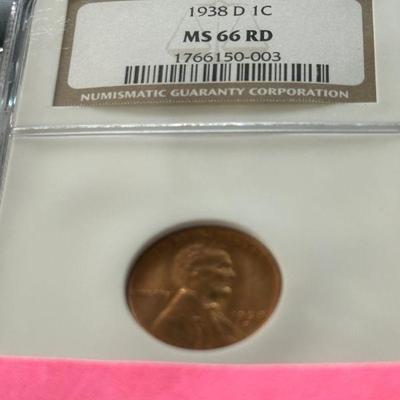 1938 D 1C
MS 66 RD
1766150-003
NUMISMATIC GUARANTY CORPORATION